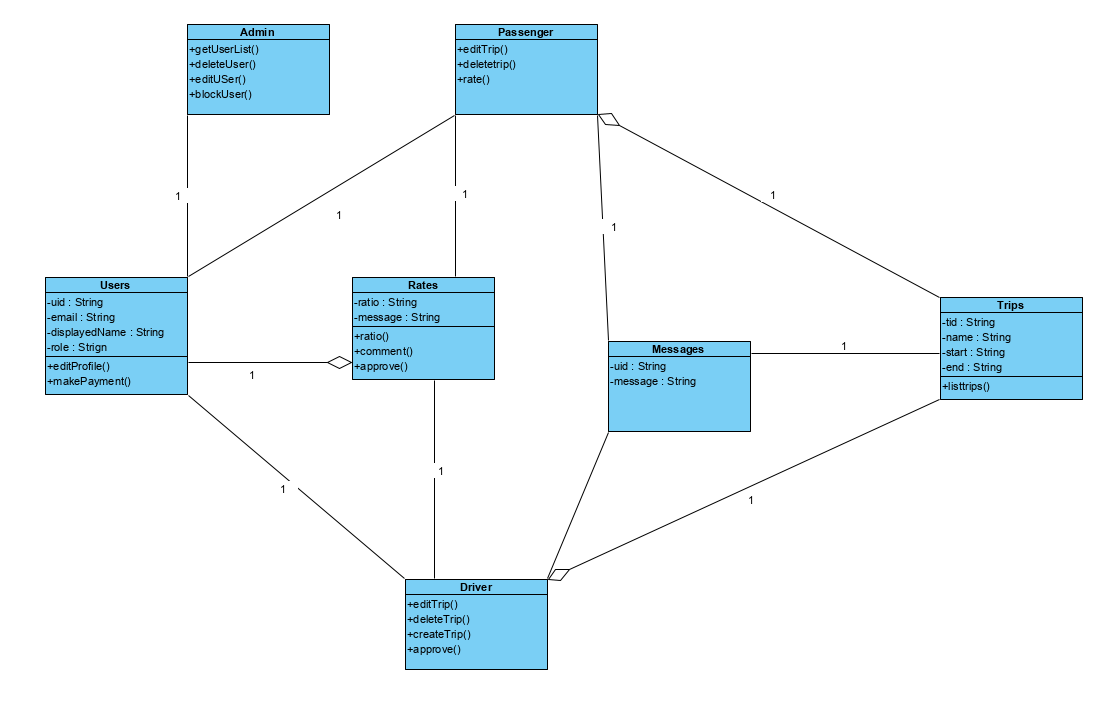 Admin
+getUserList()
+deleteUser()
+editUSer()
+blockUser()
Passenger
+editTrip()
+deletetrip()
+rate()
1
1
1
1
1
Users
-uid : String
-email : String
-displayedName : String
-role : Strign
+editProfile()
+makePayment()
Rates
-ratio : String
-message : String
+ratio()
+comment()
+approve()
Trips
-tid : String
-name : String
-start : String
-end : String
+listtrips()
Messages
-uid : String
-message : String
1
1
1
1
1
Driver
+editTrip()
+deleteTrip()
+createTrip()
+approve()